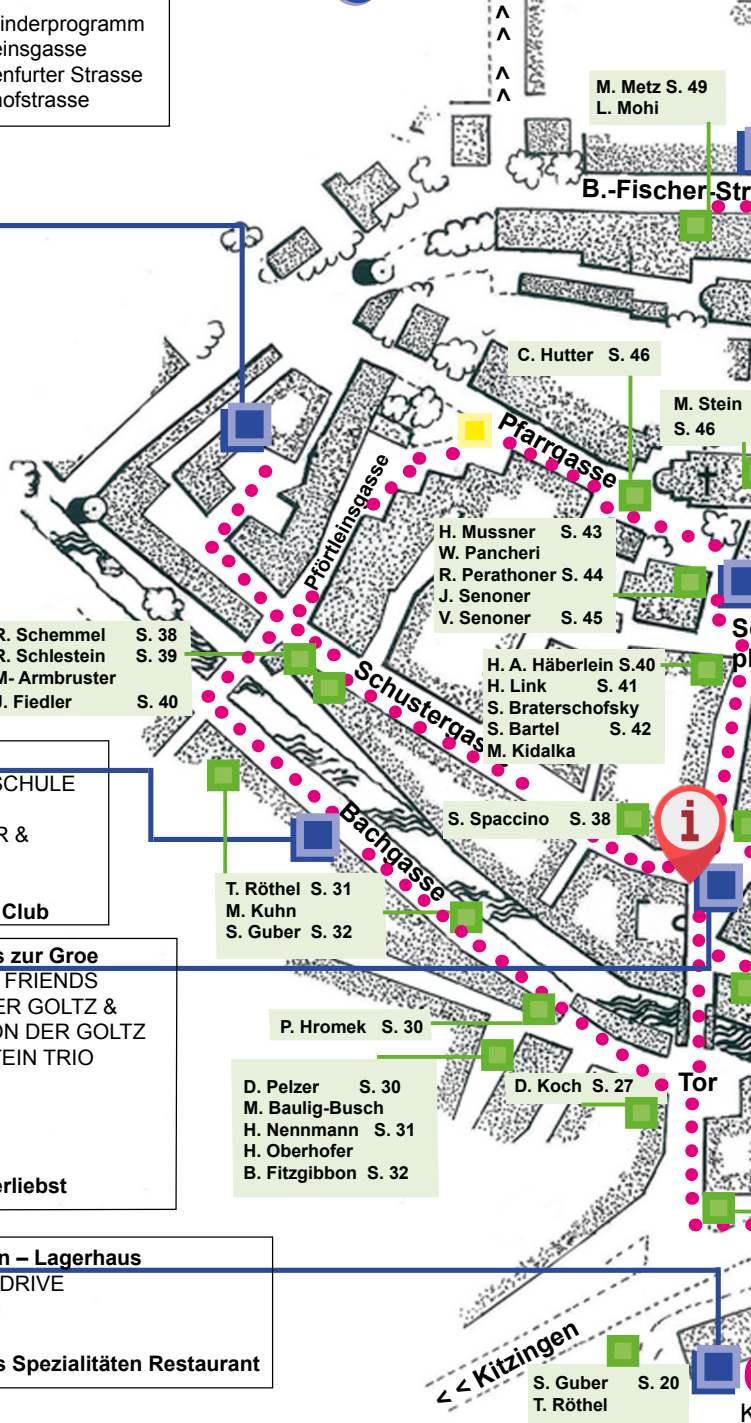 inderprogramm
einsgasse
enfurter Strasse
hofstrasse
^
^
^
^
M. Metz S. 49
L. Mohi
B.-Fischer-Str
C. Hutter S. 46
M. Stein
S. 46
Pfarrgasse
Pförtleinsgasse
H. Mussner S. 43
W. Pancheri
R. Perathoner S. 44
J. Senoner
V. Senoner S. 45
R. Schemmel S. 38
R. Schlestein S. 39
M- Armbruster
J. Fiedler S. 40
Schustergas
H. A. Häberlein S.40
H. Link S. 41
S. Braterschofsky
S. Bartel S. 42
M. Kidalka
Sc
pl
SCHULE
R &
Club
S. Spaccino S. 38
i
Bachgasse
T. Röthel S. 31
M. Kuhn
S. Guber S. 32
s zur Groe
FRIENDS
ER GOLTZ &
ON DER GOLTZ
TEIN TRIO
erliebst
P. Hromek S. 30
D. Pelzer S. 30
M. Baulig-Busch
H. Nennmann S. 31
H. Oberhofer
B. Fitzgibbon S. 32
D. Koch S. 27
Tor
n – Lagerhaus
DRIVE
s Spezialitäten Restaurant
< < Kitzingen
S. Guber S. 20
T. Röthel
K